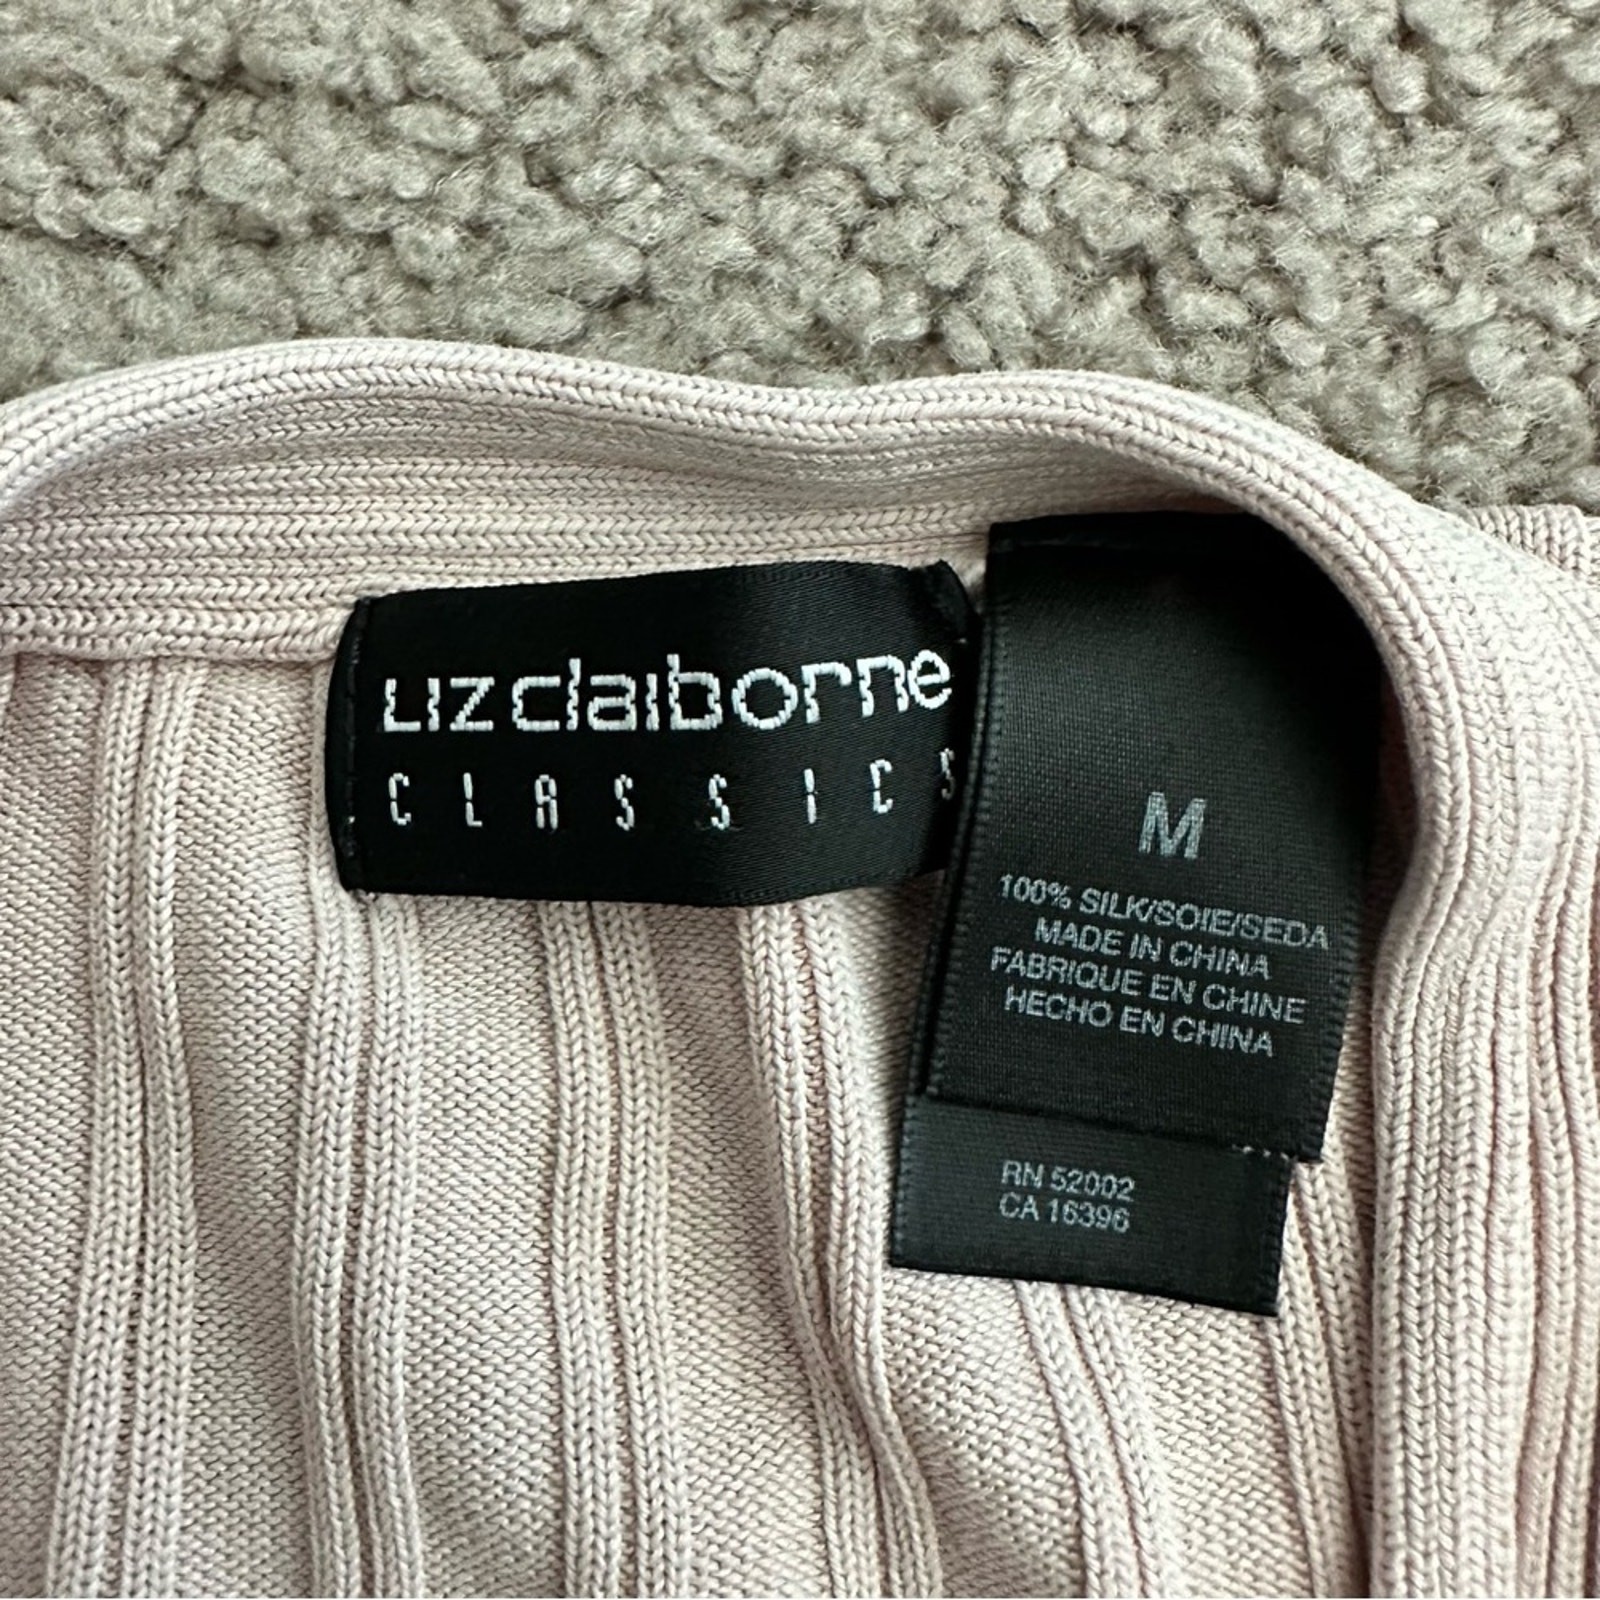 LIZ claiborne
CLASSICS
M
100% SILK/SOIE/SEDA
MADE IN CHINA
FABRIQUE EN CHINE
HECHO EN CHINA
RN 52002
CA 16396